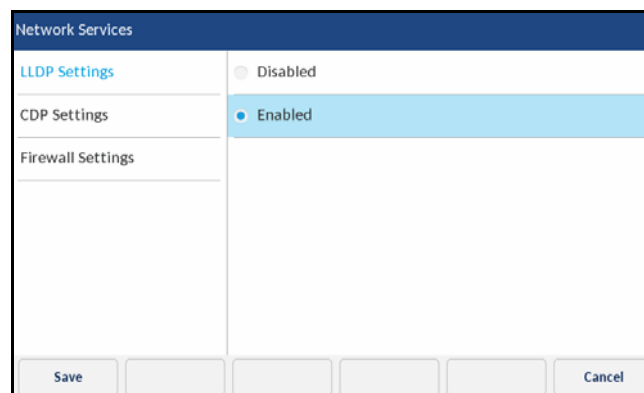 Network Services
LLDP Settings
Disabled
CDP Settings
Enabled
Firewall Settings
Save
Cancel